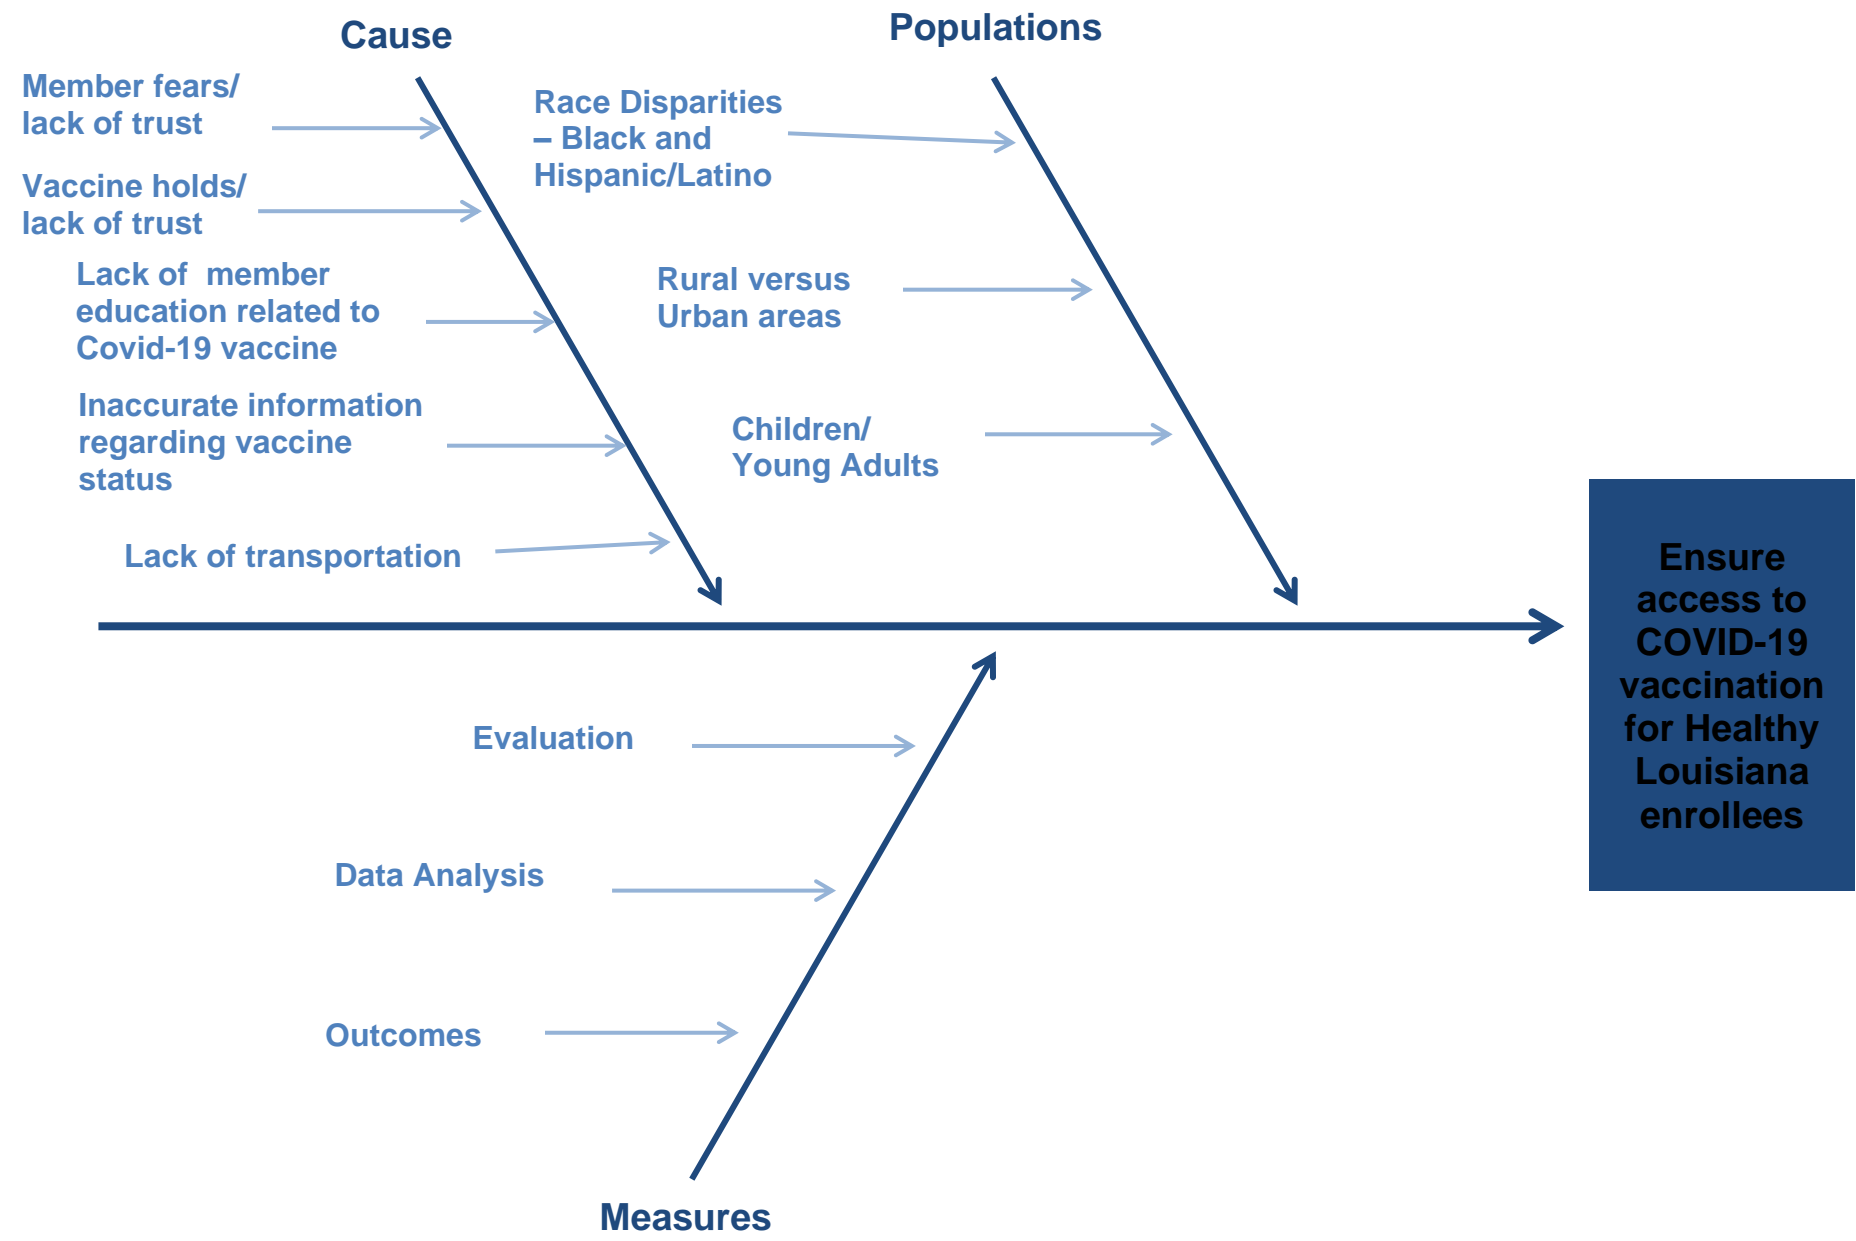 Cause
Member fears/
lack of trust
Vaccine holds/
lack of trust
Lack of  member
education related to
Covid-19 vaccine
Inaccurate information
regarding vaccine
status
Lack of transportation
Populations
Race Disparities
– Black and
Hispanic/Latino
Rural versus
Urban areas
Children/
Young Adults
Evaluation
Data Analysis
Outcomes
Measures
Ensure
access to
COVID-19
vaccination
for Healthy
Louisiana
enrollees